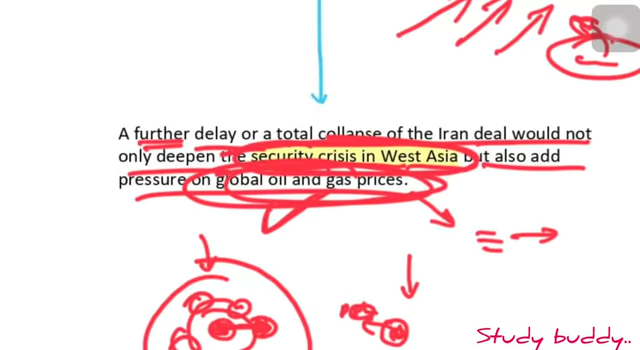 A further delay or a total collapse of the Iran deal would not
only deepen the security crisis in West Asia but also add
pressure on global oil and gas prices.
Study buddy..